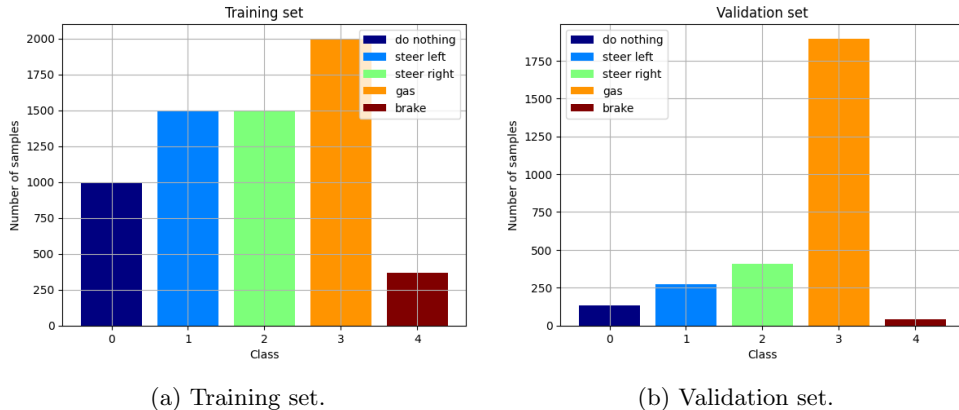 Training set
Number of samples
2000
1750
1500
1250
1000
750
500
250
0
do nothing
steer left
steer right
gas
brake
0 1 2 3 4
Class
(a) Training set.
Validation set
Number of samples
1750
1500
1250
1000
750
500
250
0
do nothing
steer left
steer right
gas
brake
0 1 2 3 4
Class
(b) Validation set.